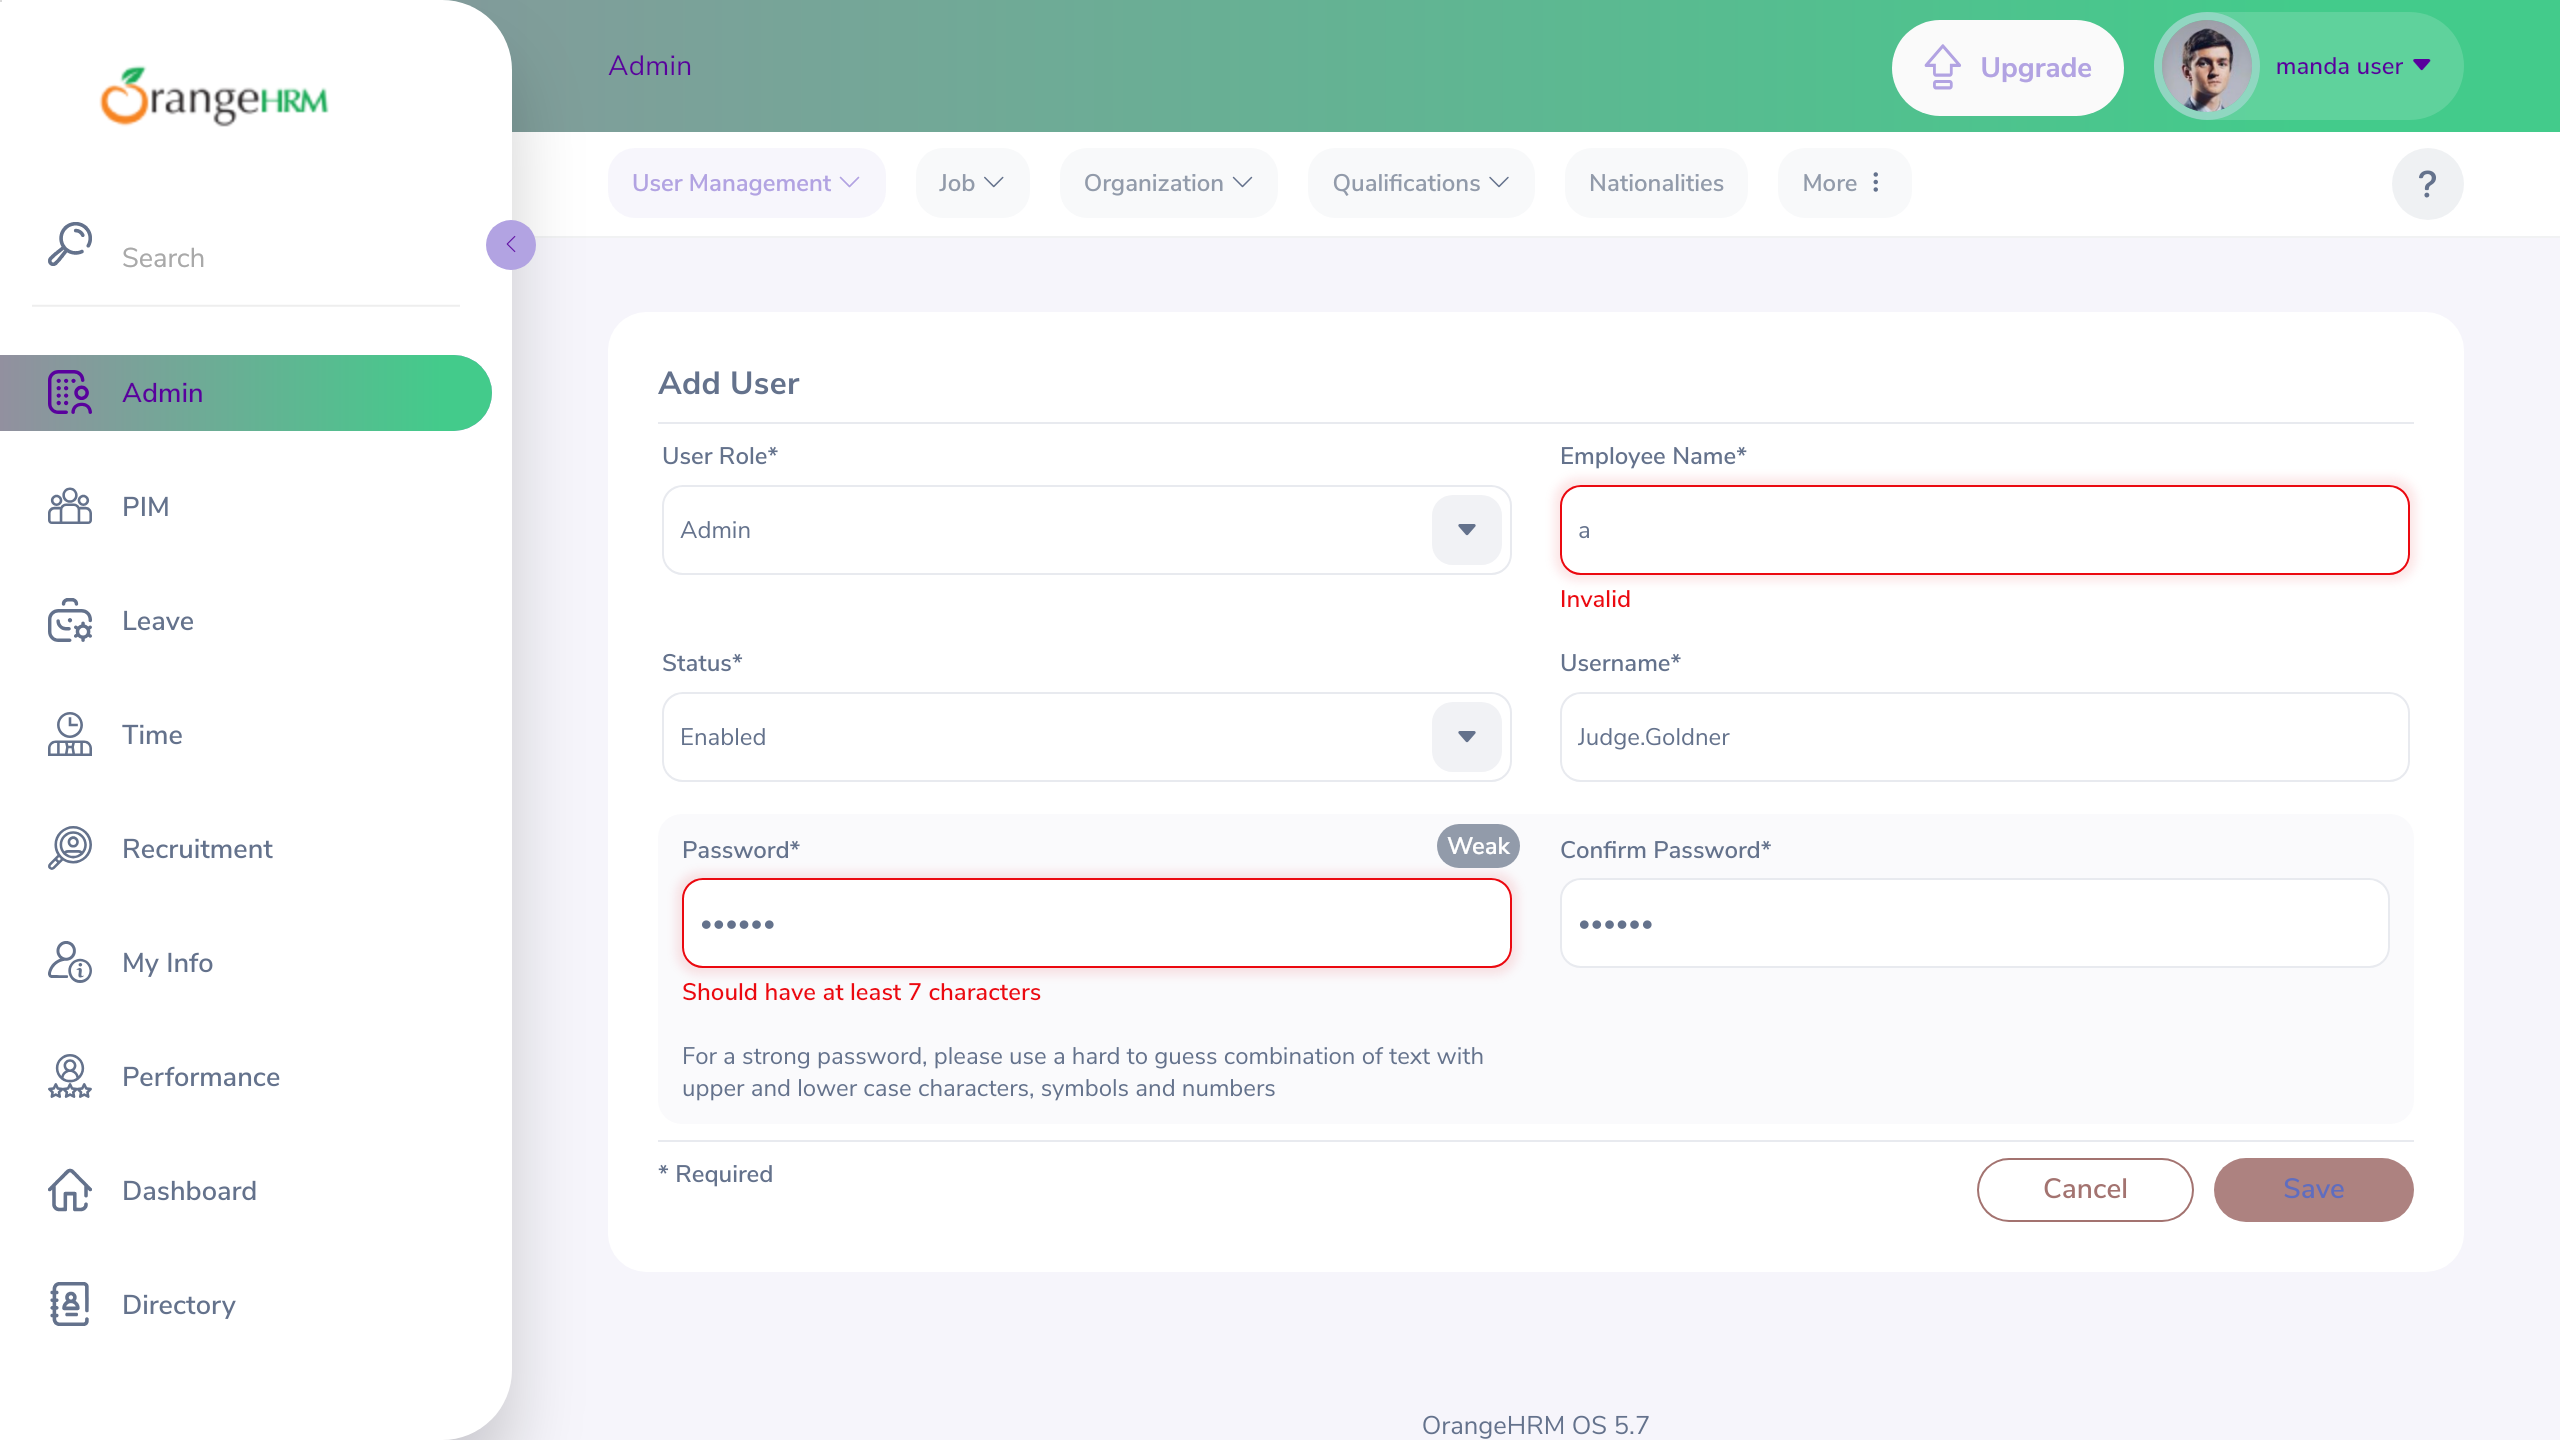 OrangeHRM
Search
Admin
PIM
Leave
Time
Recruitment
My Info
Performance
Dashboard
Directory
Admin
Upgrade
manda user
User Management
Job
Organization
Qualifications
Nationalities
More
?
Add User
User Role*
Admin
Employee Name*
a
Invalid
Status*
Enabled
Username*
Judge.Goldner
Password*
Weak
••••••
Should have at least 7 characters
For a strong password, please use a hard to guess combination of text with
upper and lower case characters, symbols and numbers
Confirm Password*
••••••
* Required
Cancel
Save
OrangeHRM OS 5.7